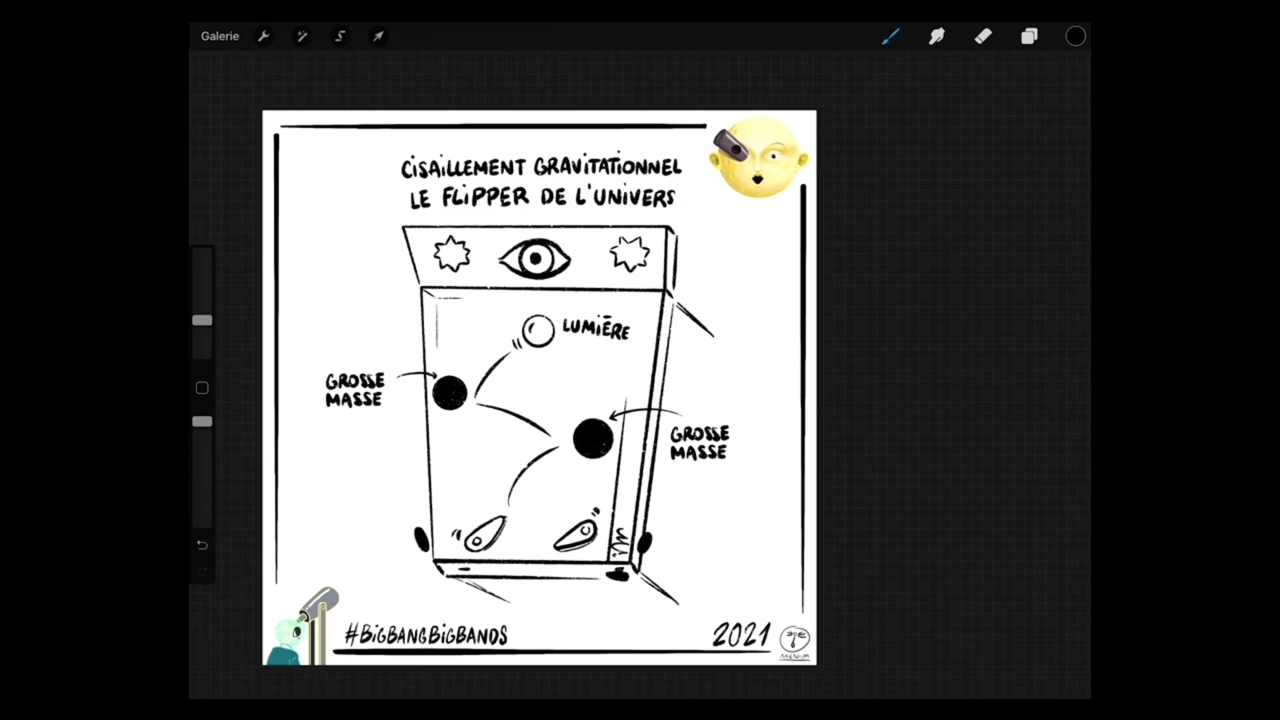 Galerie
CISAILLEMENT GRAVITATIONNEL
LE FLIPPER DE L'UNIVERS
LUMIÈRE
GROSSE
MASSE
GROSSE
MASSE
#BIGBANGBIGBANDS
2021